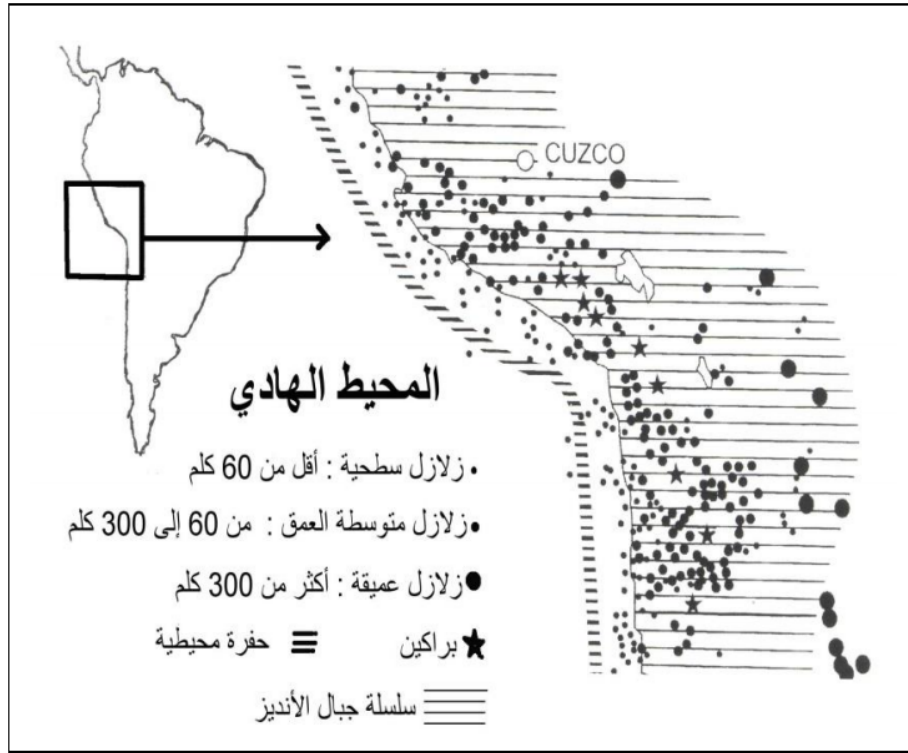 CUZCO
المحيط الهادي
زلازل سطحية : أقل من 60 كلم
زلازل متوسطة العمق : من 60 إلى 300 كلم
زلازل عميقة : أكثر من 300 كلم
براكين
حفرة محيطية
سلسلة جبال الأنديز